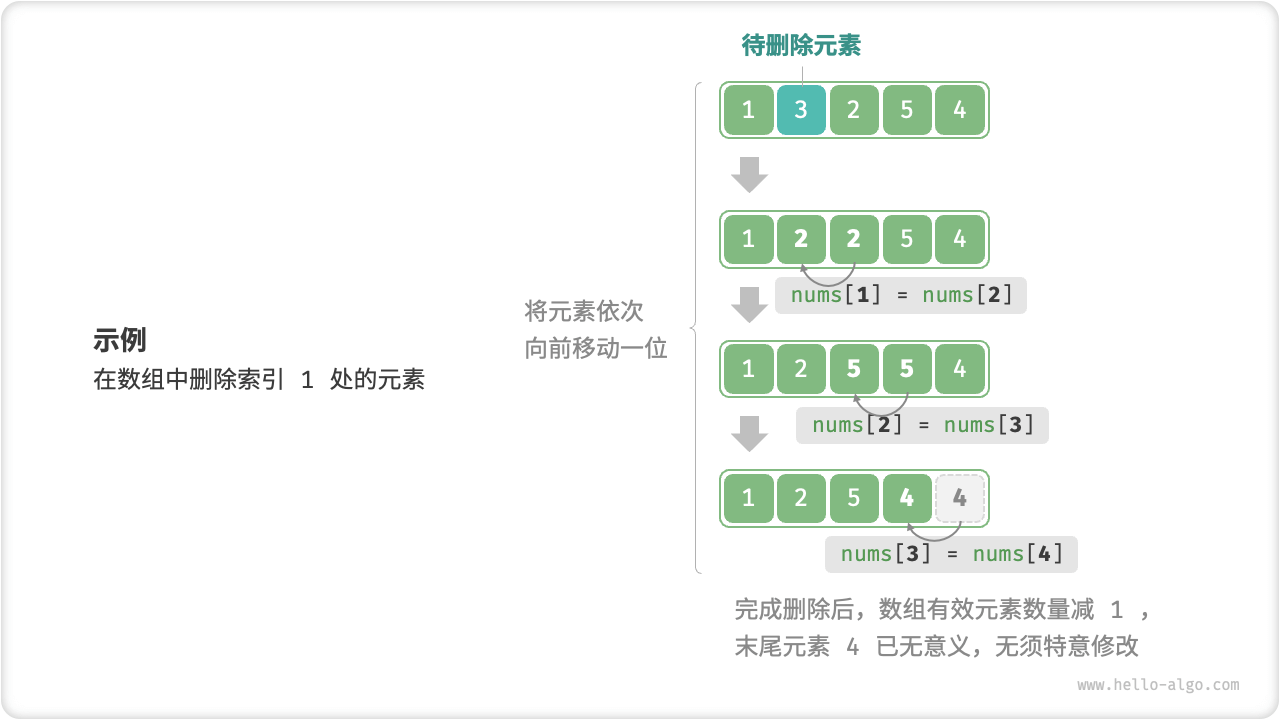 待删除元素
1 3 2 5 4
1 2 2 5 4
nums[1] = nums[2]
将元素依次
向前移动一位
示例
在数组中删除索引 1 处的元素
1 2 5 5 4
nums[2] = nums[3]
1 2 5 4 4
nums[3] = nums[4]
完成删除后，数组有效元素数量减 1 ，
末尾元素 4 已无意义，无须特意修改
www.hello-algo.com